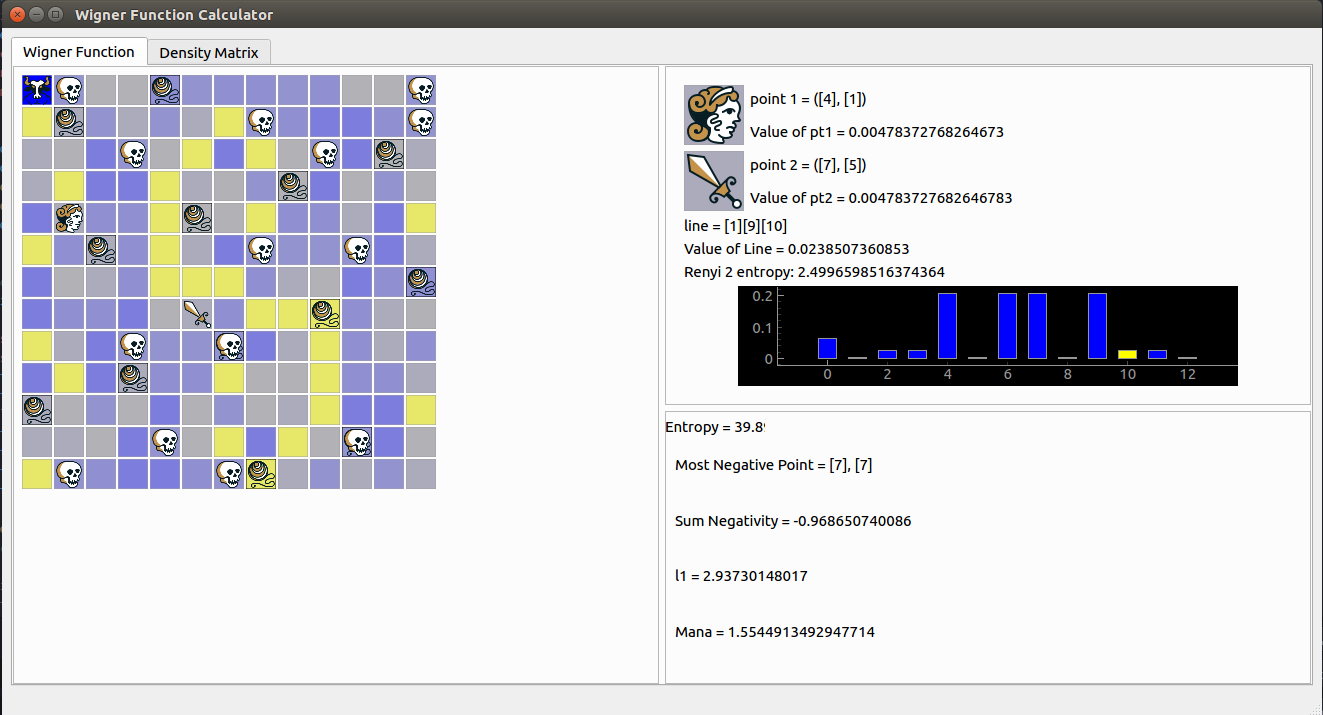 Wigner Function Calculator
Wigner Function
Density Matrix
point 1 = ([4], [1])
Value of pt1 = 0.00478372768264673
point 2 = ([7], [5])
Value of pt2 = 0.004783727682646783
line = [1][9][10]
Value of Line = 0.0238507360853
Renyi 2 entropy: 2.4996598516374364
0.2
0.1
0
0 2 4 6 8 10 12
Entropy = 39.89
Most Negative Point = [7], [7]
Sum Negativity = -0.968650740086
l1 = 2.93730148017
Mana = 1.5544913492947714